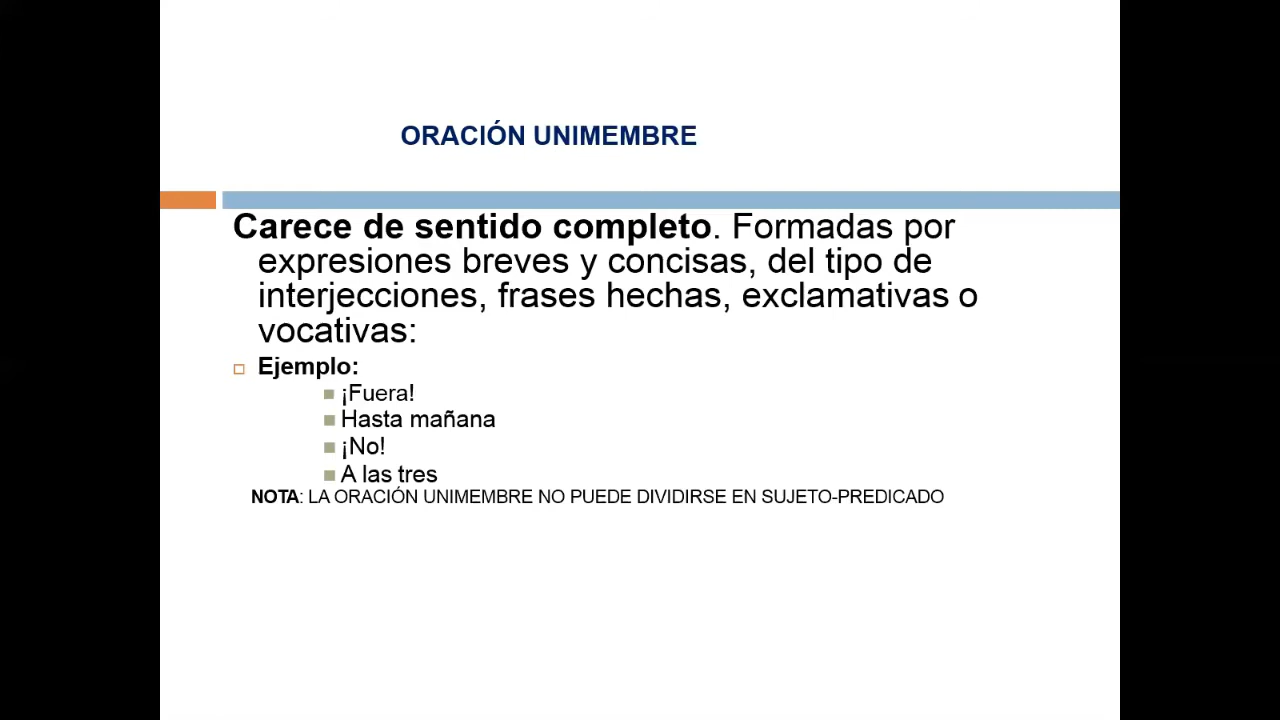 ORACIÓN UNIMEMBRE
Carece de sentido completo. Formadas por
expresiones breves y concisas, del tipo de
interjecciones, frases hechas, exclamativas o
vocativas:
Ejemplo:
¡Fuera!
Hasta mañana
¡No!
A las tres
NOTA: LA ORACIÓN UNIMEMBRE NO PUEDE DIVIDIRSE EN SUJETO-PREDICADO